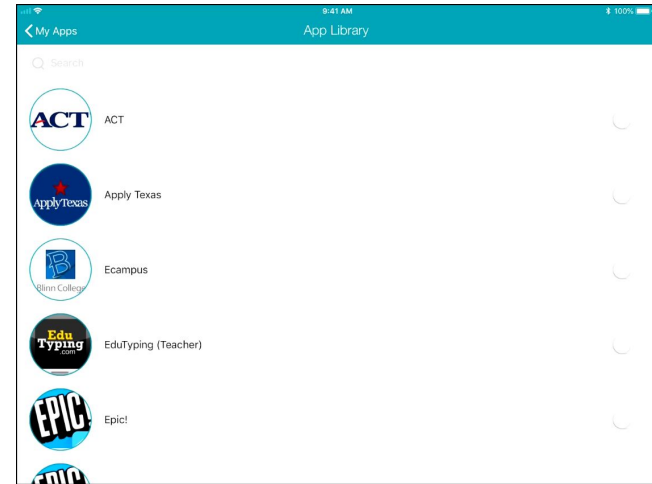 9:41 AM
100%
My Apps
App Library
Search
ACT
ACT
ApplyTexas
Apply Texas
B
Blinn College
Ecampus
Edu
Typing
.com
EduTyping (Teacher)
EPIC!
Epic!
EPIC